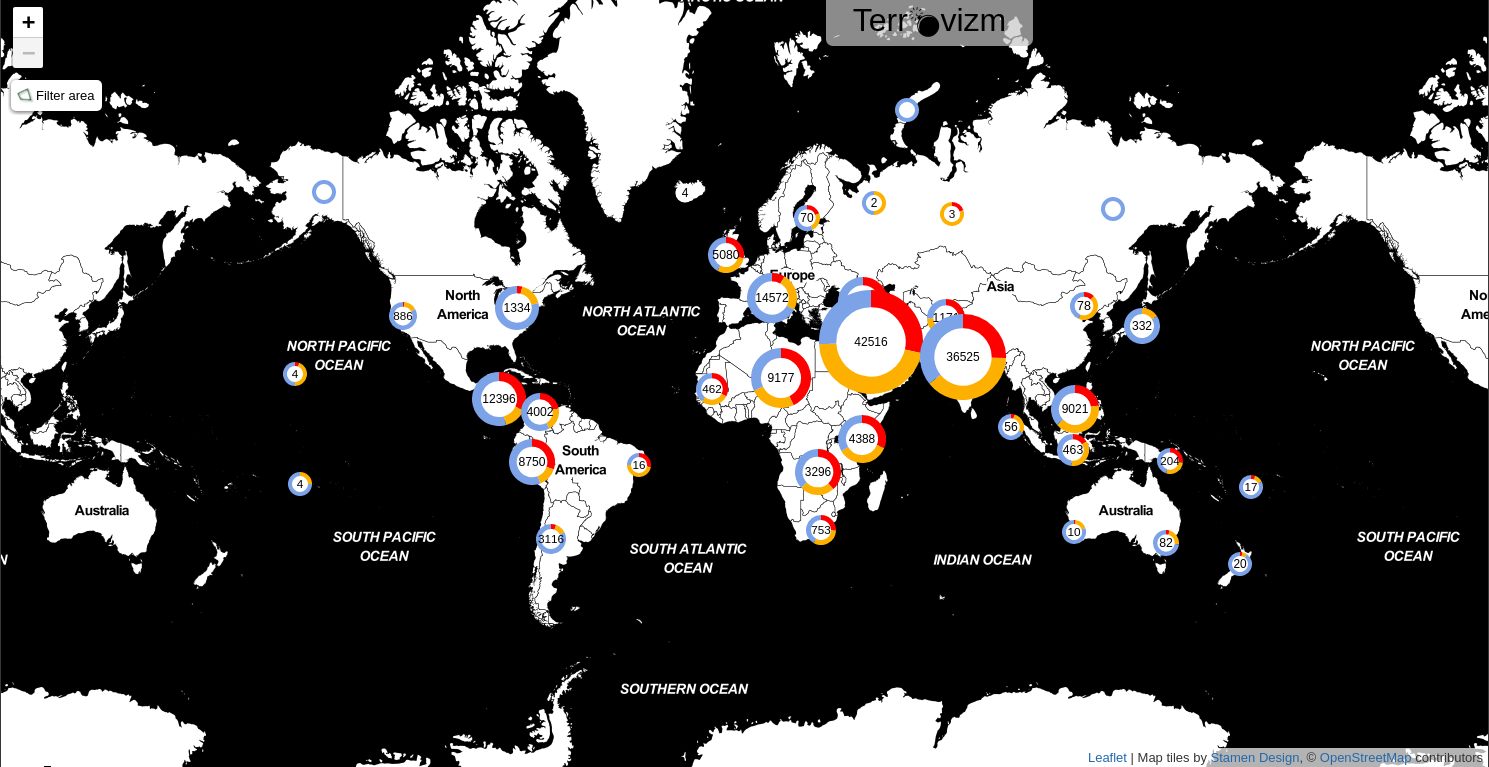 ARCTIC OCEAN
+
Terr vizm
−
Filter area
4
70
2
3
5080
Europe
14572
Asia
North
America
1334
886
NORTH ATLANTIC
OCEAN
42516
1171
36525
78
332
No
Ame
NORTH PACIFIC
OCEAN
NORTH PACIFIC
OCEAN
4
9177
462
12396
4002
9021
56
4388
463
South
America
8750
16
3296
204
4
17
Australia
Australia
753
10
82
3116
SOUTH PACIFIC
OCEAN
SOUTH ATLANTIC
OCEAN
INDIAN OCEAN
20
SOUTH PACIFIC
OCEAN
N
SOUTHERN OCEAN
Leaflet | Map tiles by Stamen Design, © OpenStreetMap contributors